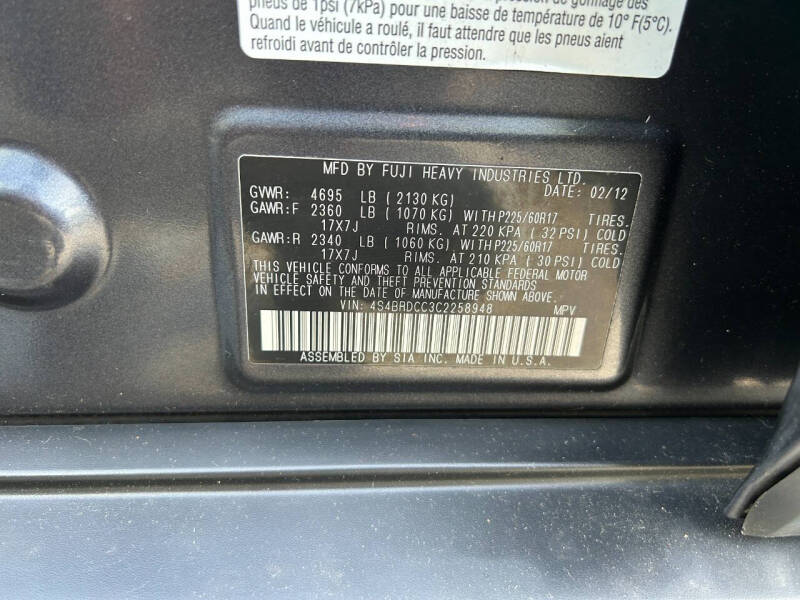 pneus de 1psi (7kPa) pour une baisse de température de 10° F(5°C).
Quand le véhicule a roulé, il faut attendre que les pneus aient
refroidi avant de contrôler la pression.
MFD BY FUJI HEAVY INDUSTRIES LTD.
GVWR: 4695 LB ( 2130 KG) DATE: 02/12
GAWR:F 2360 LB ( 1070 KG) WITH P225/60R17 TIRES.
17X7J RIMS. AT 220 KPA ( 32 PSI) COLD
GAWR:R 2340 LB ( 1060 KG) WITH P225/60R17 TIRES.
17X7J RIMS. AT 210 KPA ( 30 PSI) COLD
THIS VEHICLE CONFORMS TO ALL APPLICABLE FEDERAL MOTOR
VEHICLE SAFETY AND THEFT PREVENTION STANDARDS
IN EFFECT ON THE DATE OF MANUFACTURE SHOWN ABOVE.
VIN: 4S4BRDCC3C2258948 MPV
ASSEMBLED BY SIA INC. MADE IN U.S.A.